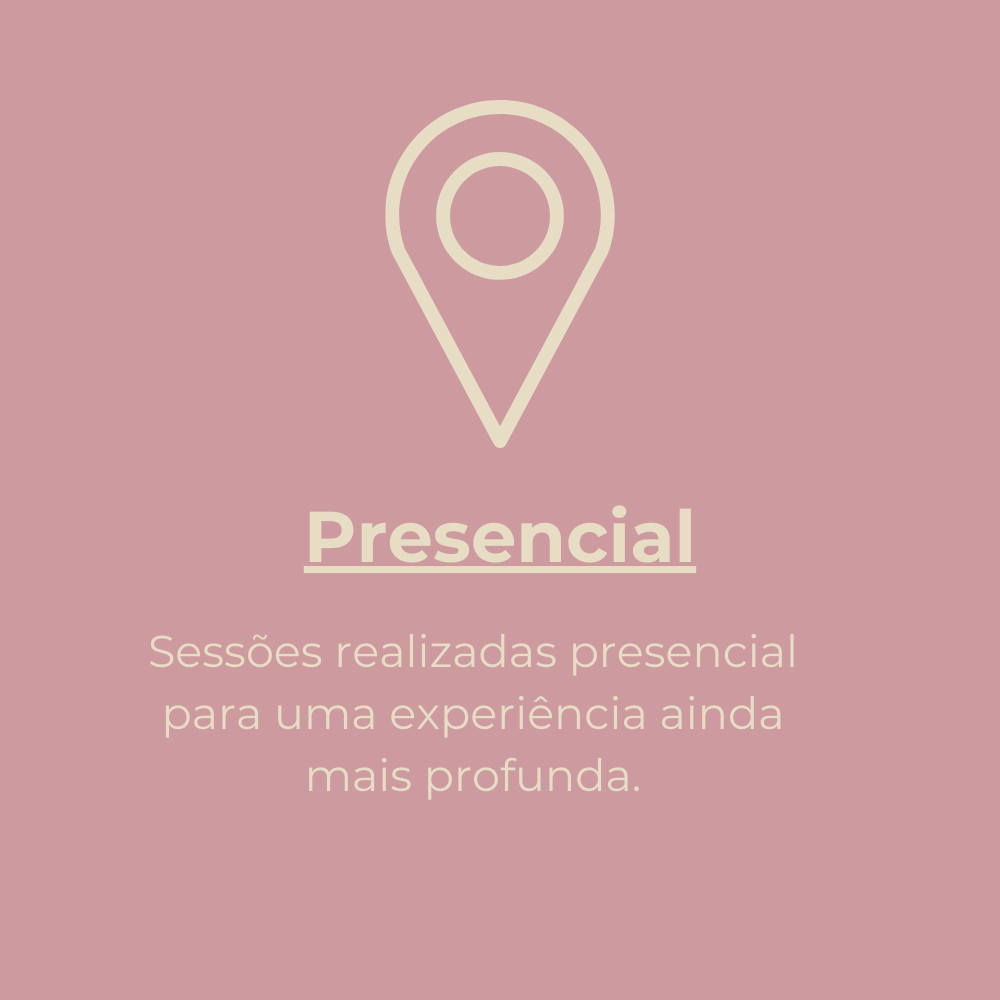 Presencial
Sessões realizadas presencial
para uma experiência ainda
mais profunda.